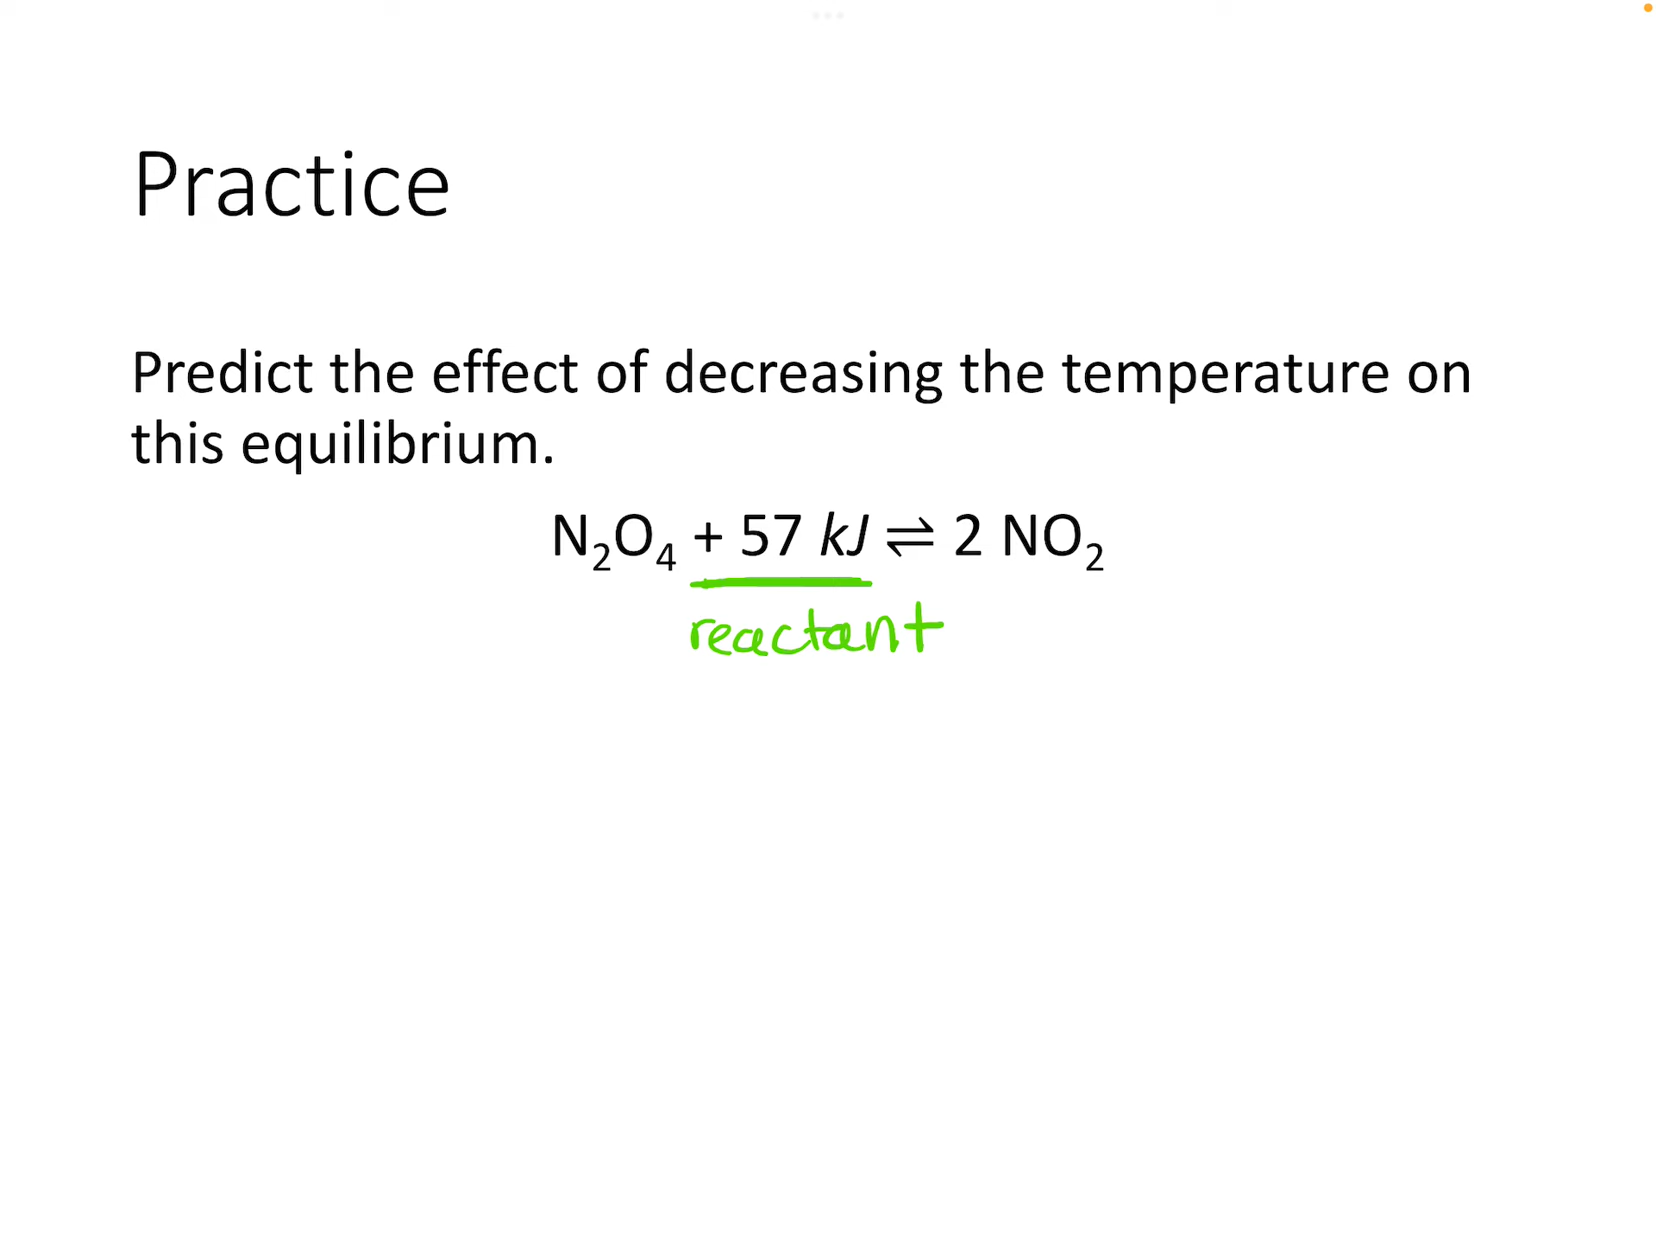 Practice
Predict the effect of decreasing the temperature on
this equilibrium.
N₂O₄ + 57 kJ ⇌ 2 NO₂
reactant